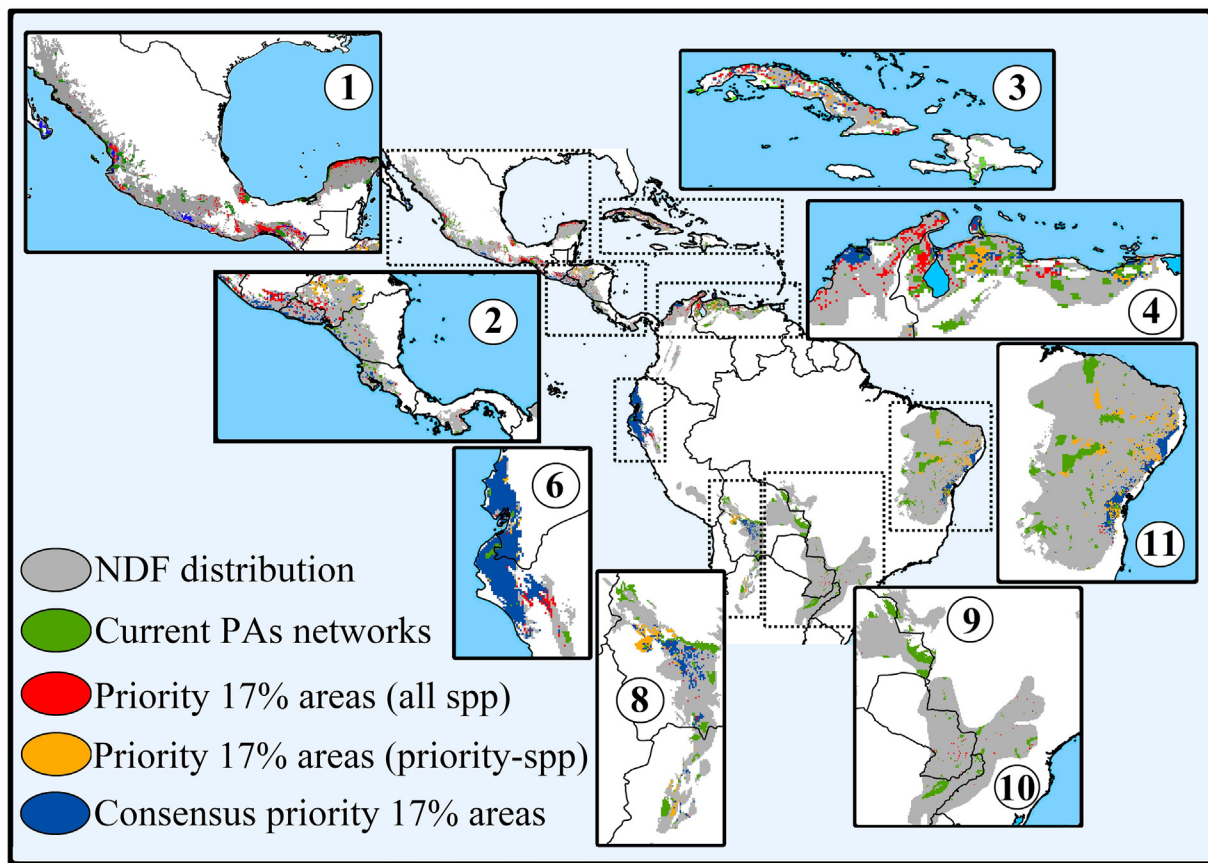 1
3
2
4
6
11
9
8
10
NDF distribution
Current PAs networks
Priority 17% areas (all spp)
Priority 17% areas (priority-spp)
Consensus priority 17% areas